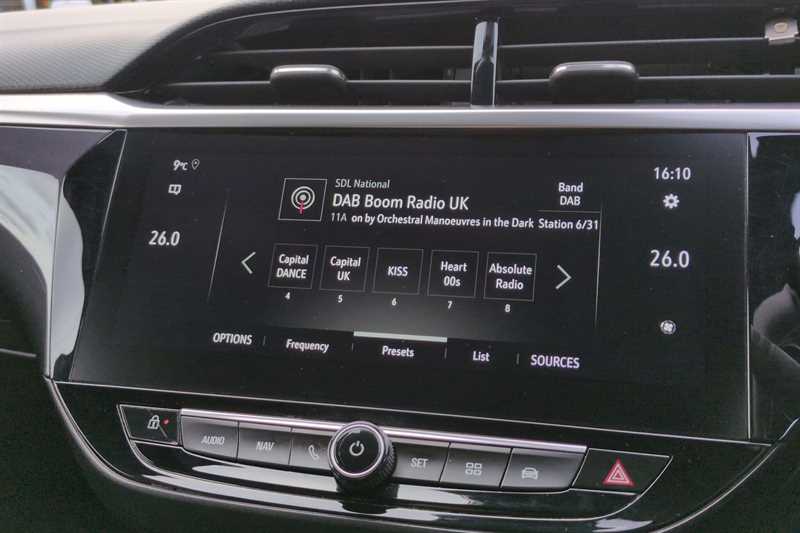 9°C
16:10
SDL National
DAB Boom Radio UK
Band
DAB
11A on by Orchestral Manoeuvres in the Dark Station 6/31
26.0
26.0
Capital
DANCE
Capital
UK
KISS
Heart
00s
Absolute
Radio
4
5
6
7
8
OPTIONS
Frequency
Presets
List
SOURCES
AUDIO
NAV
SET